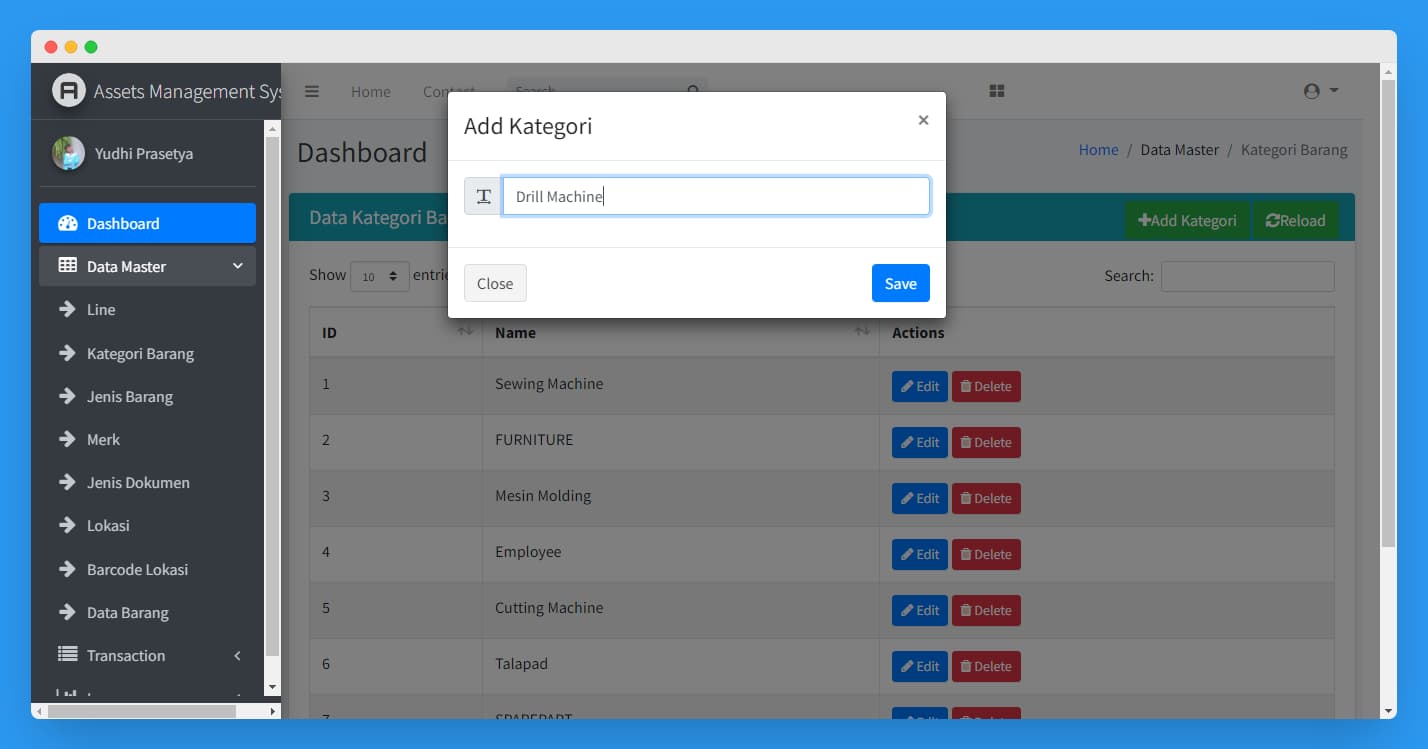 Assets Management Sys
Home Contact Search
Add Kategori ×
Yudhi Prasetya
Dashboard
Home / Data Master / Kategori Barang
Drill Machine
Dashboard
Data Kategori Ba
Add Kategori Reload
Data Master
Show 10 entrie
Search:
Close Save
Line
ID Name Actions
Kategori Barang
1 Sewing Machine Edit Delete
Jenis Barang
Merk
2 FURNITURE Edit Delete
Jenis Dokumen
3 Mesin Molding Edit Delete
Lokasi
4 Employee Edit Delete
Barcode Lokasi
5 Cutting Machine Edit Delete
Data Barang
Transaction
6 Talapad Edit Delete
7 SPAREPART Edit Delete